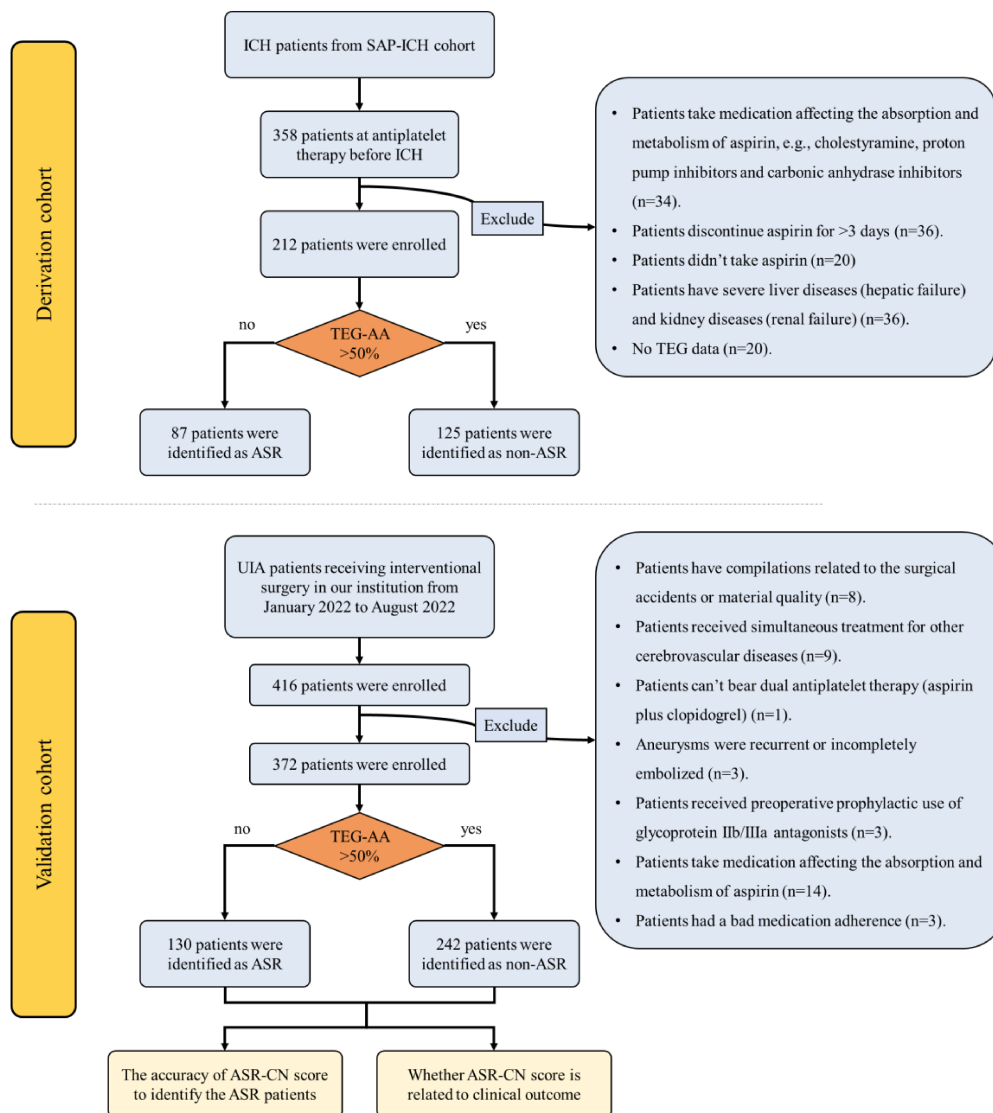 Derivation cohort
ICH patients from SAP-ICH cohort
358 patients at antiplatelet
therapy before ICH
Exclude
• Patients take medication affecting the absorption and
metabolism of aspirin, e.g., cholestyramine, proton
pump inhibitors and carbonic anhydrase inhibitors
(n=34).
• Patients discontinue aspirin for >3 days (n=36).
• Patients didn’t take aspirin (n=20)
• Patients have severe liver diseases (hepatic failure)
and kidney diseases (renal failure) (n=36).
• No TEG data (n=20).
212 patients were enrolled
no
TEG-AA
>50%
yes
87 patients were
identified as ASR
125 patients were
identified as non-ASR
Validation cohort
UIA patients receiving interventional
surgery in our institution from
January 2022 to August 2022
416 patients were enrolled
Exclude
• Patients have compilations related to the surgical
accidents or material quality (n=8).
• Patients received simultaneous treatment for other
cerebrovascular diseases (n=9).
• Patients can’t bear dual antiplatelet therapy (aspirin
plus clopidogrel) (n=1).
• Aneurysms were recurrent or incompletely
embolized (n=3).
• Patients received preoperative prophylactic use of
glycoprotein IIb/IIIa antagonists (n=3).
• Patients take medication affecting the absorption and
metabolism of aspirin (n=14).
• Patients had a bad medication adherence (n=3).
372 patients were enrolled
no
TEG-AA
>50%
yes
130 patients were
identified as ASR
242 patients were
identified as non-ASR
The accuracy of ASR-CN score
to identify the ASR patients
Whether ASR-CN score is
related to clinical outcome